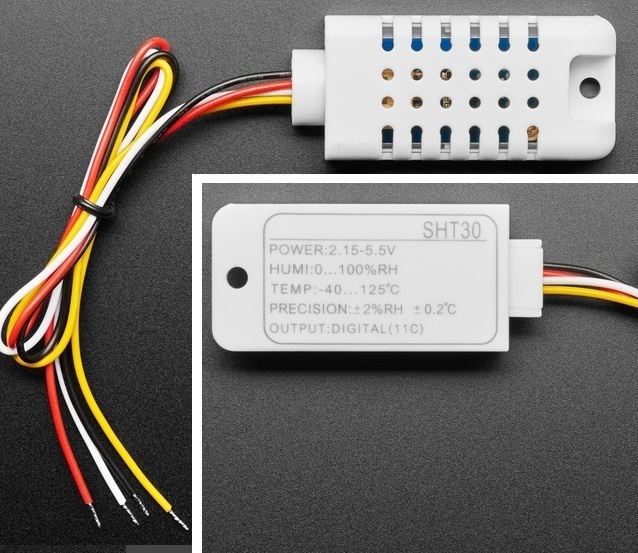 SHT30
POWER:2.15-5.5V
HUMI:0...100%RH
TEMP:-40...125℃
PRECISION:±2%RH ±0.2℃
OUTPUT:DIGITAL(11C)